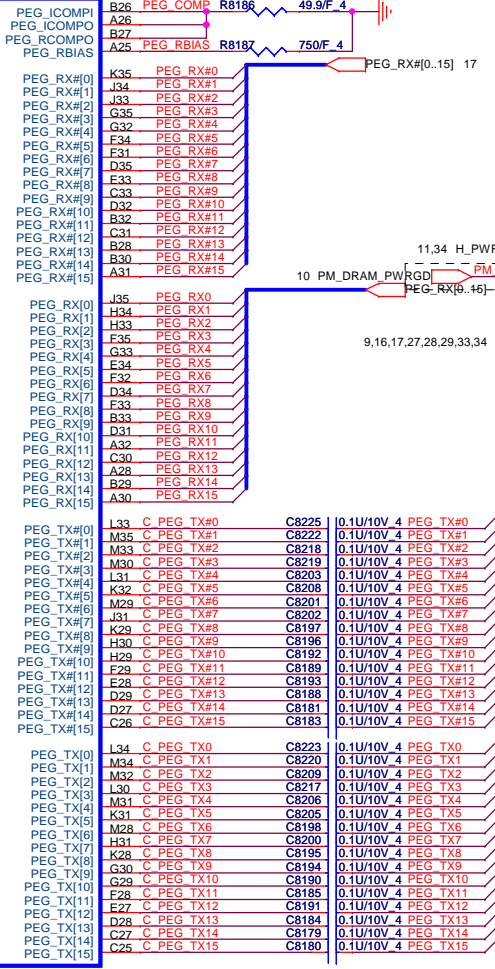 PEG_ICOMPI B26 PEG_COMP R8186 49.9/F_4
PEG_ICOMPO A26
PEG_RCOMPO B27
PEG_RBIAS A25 PEG_RBIAS R8187 750/F_4
PEG_RX#[0..15] 17
PEG_RX#[0] K35 PEG_RX#0
PEG_RX#[1] J34 PEG_RX#1
PEG_RX#[2] J33 PEG_RX#2
PEG_RX#[3] G35 PEG_RX#3
PEG_RX#[4] G32 PEG_RX#4
PEG_RX#[5] F34 PEG_RX#5
PEG_RX#[6] F31 PEG_RX#6
PEG_RX#[7] D35 PEG_RX#7
PEG_RX#[8] E33 PEG_RX#8
PEG_RX#[9] C33 PEG_RX#9
PEG_RX#[10] D32 PEG_RX#10
PEG_RX#[11] B32 PEG_RX#11
PEG_RX#[12] C31 PEG_RX#12
PEG_RX#[13] B28 PEG_RX#13
PEG_RX#[14] B30 PEG_RX#14
PEG_RX#[15] A31 PEG_RX#15
11,34 H_PWR
10 PM_DRAM_PWRGD PM
PEG_RX[0..15]
9,16,17,27,28,29,33,34
PEG_RX[0] J35 PEG_RX0
PEG_RX[1] H34 PEG_RX1
PEG_RX[2] H33 PEG_RX2
PEG_RX[3] F35 PEG_RX3
PEG_RX[4] G33 PEG_RX4
PEG_RX[5] E34 PEG_RX5
PEG_RX[6] F32 PEG_RX6
PEG_RX[7] D34 PEG_RX7
PEG_RX[8] F33 PEG_RX8
PEG_RX[9] B33 PEG_RX9
PEG_RX[10] D31 PEG_RX10
PEG_RX[11] A32 PEG_RX11
PEG_RX[12] C30 PEG_RX12
PEG_RX[13] A28 PEG_RX13
PEG_RX[14] B29 PEG_RX14
PEG_RX[15] A30 PEG_RX15
PEG_TX#[0] L33 C_PEG_TX#0 C8225 0.1U/10V_4 PEG_TX#0
PEG_TX#[1] M35 C_PEG_TX#1 C8222 0.1U/10V_4 PEG_TX#1
PEG_TX#[2] M33 C_PEG_TX#2 C8218 0.1U/10V_4 PEG_TX#2
PEG_TX#[3] M30 C_PEG_TX#3 C8219 0.1U/10V_4 PEG_TX#3
PEG_TX#[4] L31 C_PEG_TX#4 C8203 0.1U/10V_4 PEG_TX#4
PEG_TX#[5] K32 C_PEG_TX#5 C8208 0.1U/10V_4 PEG_TX#5
PEG_TX#[6] M29 C_PEG_TX#6 C8201 0.1U/10V_4 PEG_TX#6
PEG_TX#[7] J31 C_PEG_TX#7 C8202 0.1U/10V_4 PEG_TX#7
PEG_TX#[8] K29 C_PEG_TX#8 C8197 0.1U/10V_4 PEG_TX#8
PEG_TX#[9] H30 C_PEG_TX#9 C8196 0.1U/10V_4 PEG_TX#9
PEG_TX#[10] H29 C_PEG_TX#10 C8192 0.1U/10V_4 PEG_TX#10
PEG_TX#[11] F29 C_PEG_TX#11 C8189 0.1U/10V_4 PEG_TX#11
PEG_TX#[12] E28 C_PEG_TX#12 C8193 0.1U/10V_4 PEG_TX#12
PEG_TX#[13] D29 C_PEG_TX#13 C8188 0.1U/10V_4 PEG_TX#13
PEG_TX#[14] D27 C_PEG_TX#14 C8181 0.1U/10V_4 PEG_TX#14
PEG_TX#[15] C26 C_PEG_TX#15 C8183 0.1U/10V_4 PEG_TX#15
PEG_TX[0] L34 C_PEG_TX0 C8223 0.1U/10V_4 PEG_TX0
PEG_TX[1] M34 C_PEG_TX1 C8220 0.1U/10V_4 PEG_TX1
PEG_TX[2] M32 C_PEG_TX2 C8209 0.1U/10V_4 PEG_TX2
PEG_TX[3] L30 C_PEG_TX3 C8217 0.1U/10V_4 PEG_TX3
PEG_TX[4] M31 C_PEG_TX4 C8206 0.1U/10V_4 PEG_TX4
PEG_TX[5] K31 C_PEG_TX5 C8205 0.1U/10V_4 PEG_TX5
PEG_TX[6] M28 C_PEG_TX6 C8198 0.1U/10V_4 PEG_TX6
PEG_TX[7] H31 C_PEG_TX7 C8200 0.1U/10V_4 PEG_TX7
PEG_TX[8] K28 C_PEG_TX8 C8195 0.1U/10V_4 PEG_TX8
PEG_TX[9] G30 C_PEG_TX9 C8194 0.1U/10V_4 PEG_TX9
PEG_TX[10] G29 C_PEG_TX10 C8190 0.1U/10V_4 PEG_TX10
PEG_TX[11] F28 C_PEG_TX11 C8185 0.1U/10V_4 PEG_TX11
PEG_TX[12] E27 C_PEG_TX12 C8191 0.1U/10V_4 PEG_TX12
PEG_TX[13] D28 C_PEG_TX13 C8184 0.1U/10V_4 PEG_TX13
PEG_TX[14] C27 C_PEG_TX14 C8179 0.1U/10V_4 PEG_TX14
PEG_TX[15] C25 C_PEG_TX15 C8180 0.1U/10V_4 PEG_TX15